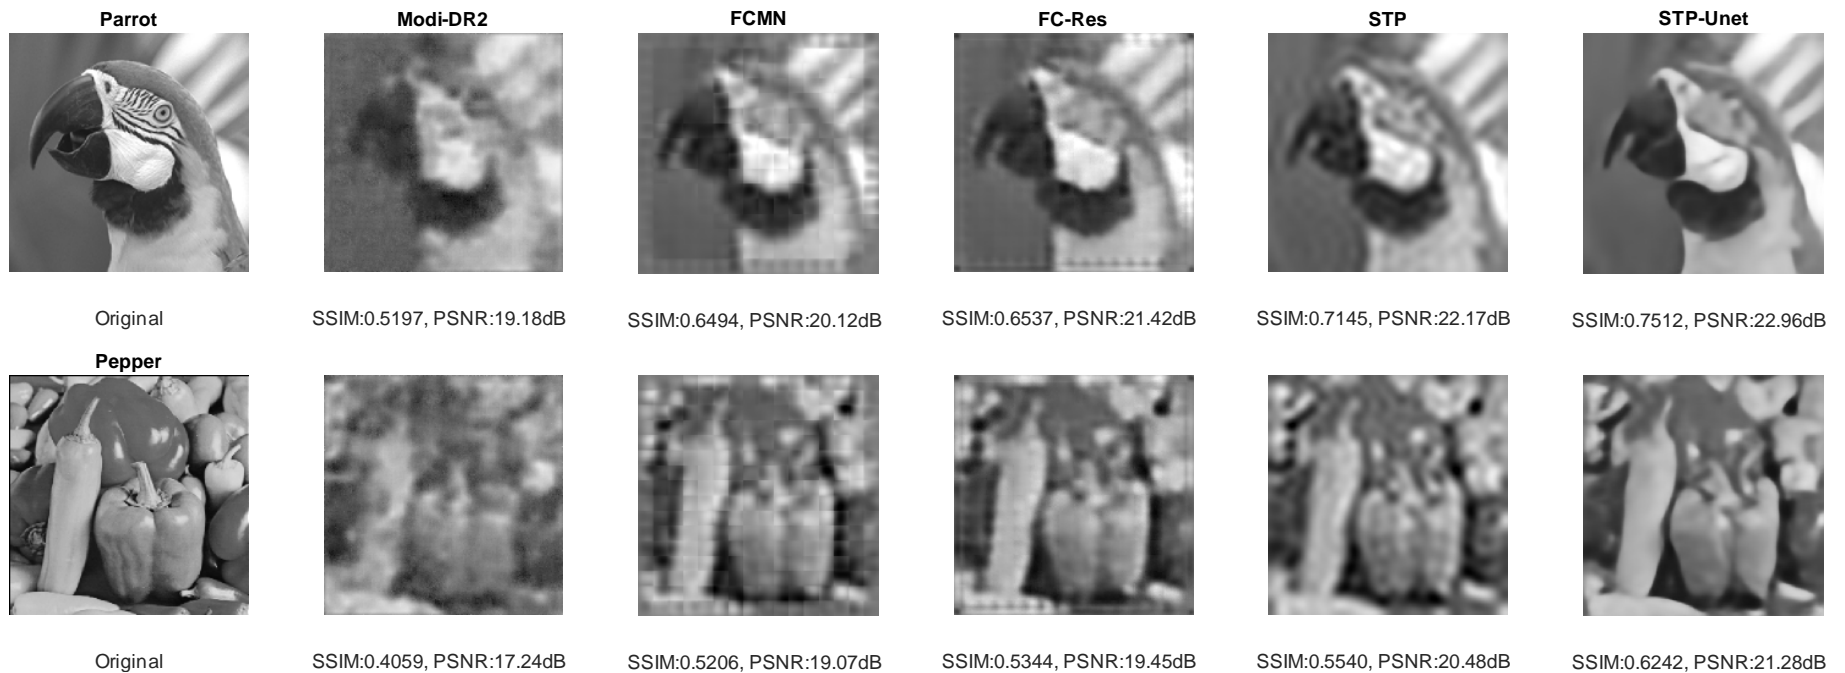 Parrot Modi-DR2 FCMN FC-Res STP STP-Unet
Original SSIM:0.5197, PSNR:19.18dB SSIM:0.6494, PSNR:20.12dB SSIM:0.6537, PSNR:21.42dB SSIM:0.7145, PSNR:22.17dB SSIM:0.7512, PSNR:22.96dB
Pepper
Original SSIM:0.4059, PSNR:17.24dB SSIM:0.5206, PSNR:19.07dB SSIM:0.5344, PSNR:19.45dB SSIM:0.5540, PSNR:20.48dB SSIM:0.6242, PSNR:21.28dB